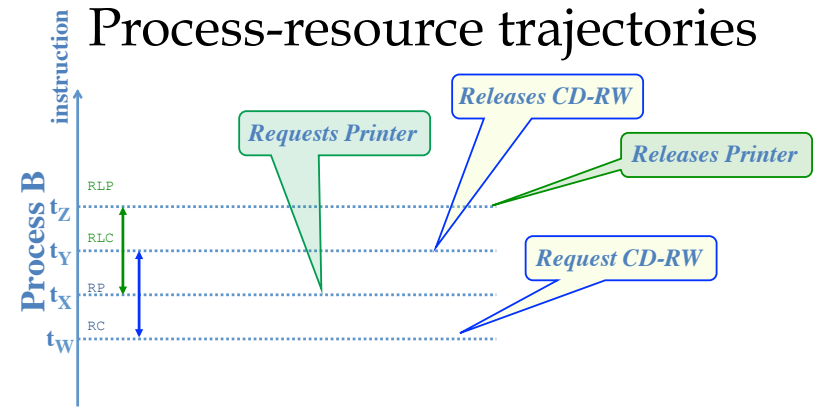 Process-resource trajectories
instruction
Process B
Releases CD-RW
Requests Printer
Releases Printer
RLP
tZ
RLC
tY
Request CD-RW
RP
tX
RC
tW